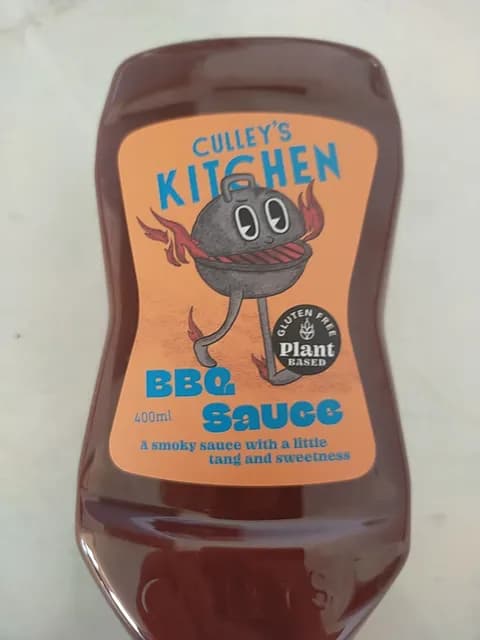 CULLEY'S
KITCHEN
GLUTEN FREE
Plant
BASED
BBQ
400ml
Sauce
A smoky sauce with a little
tang and sweetness